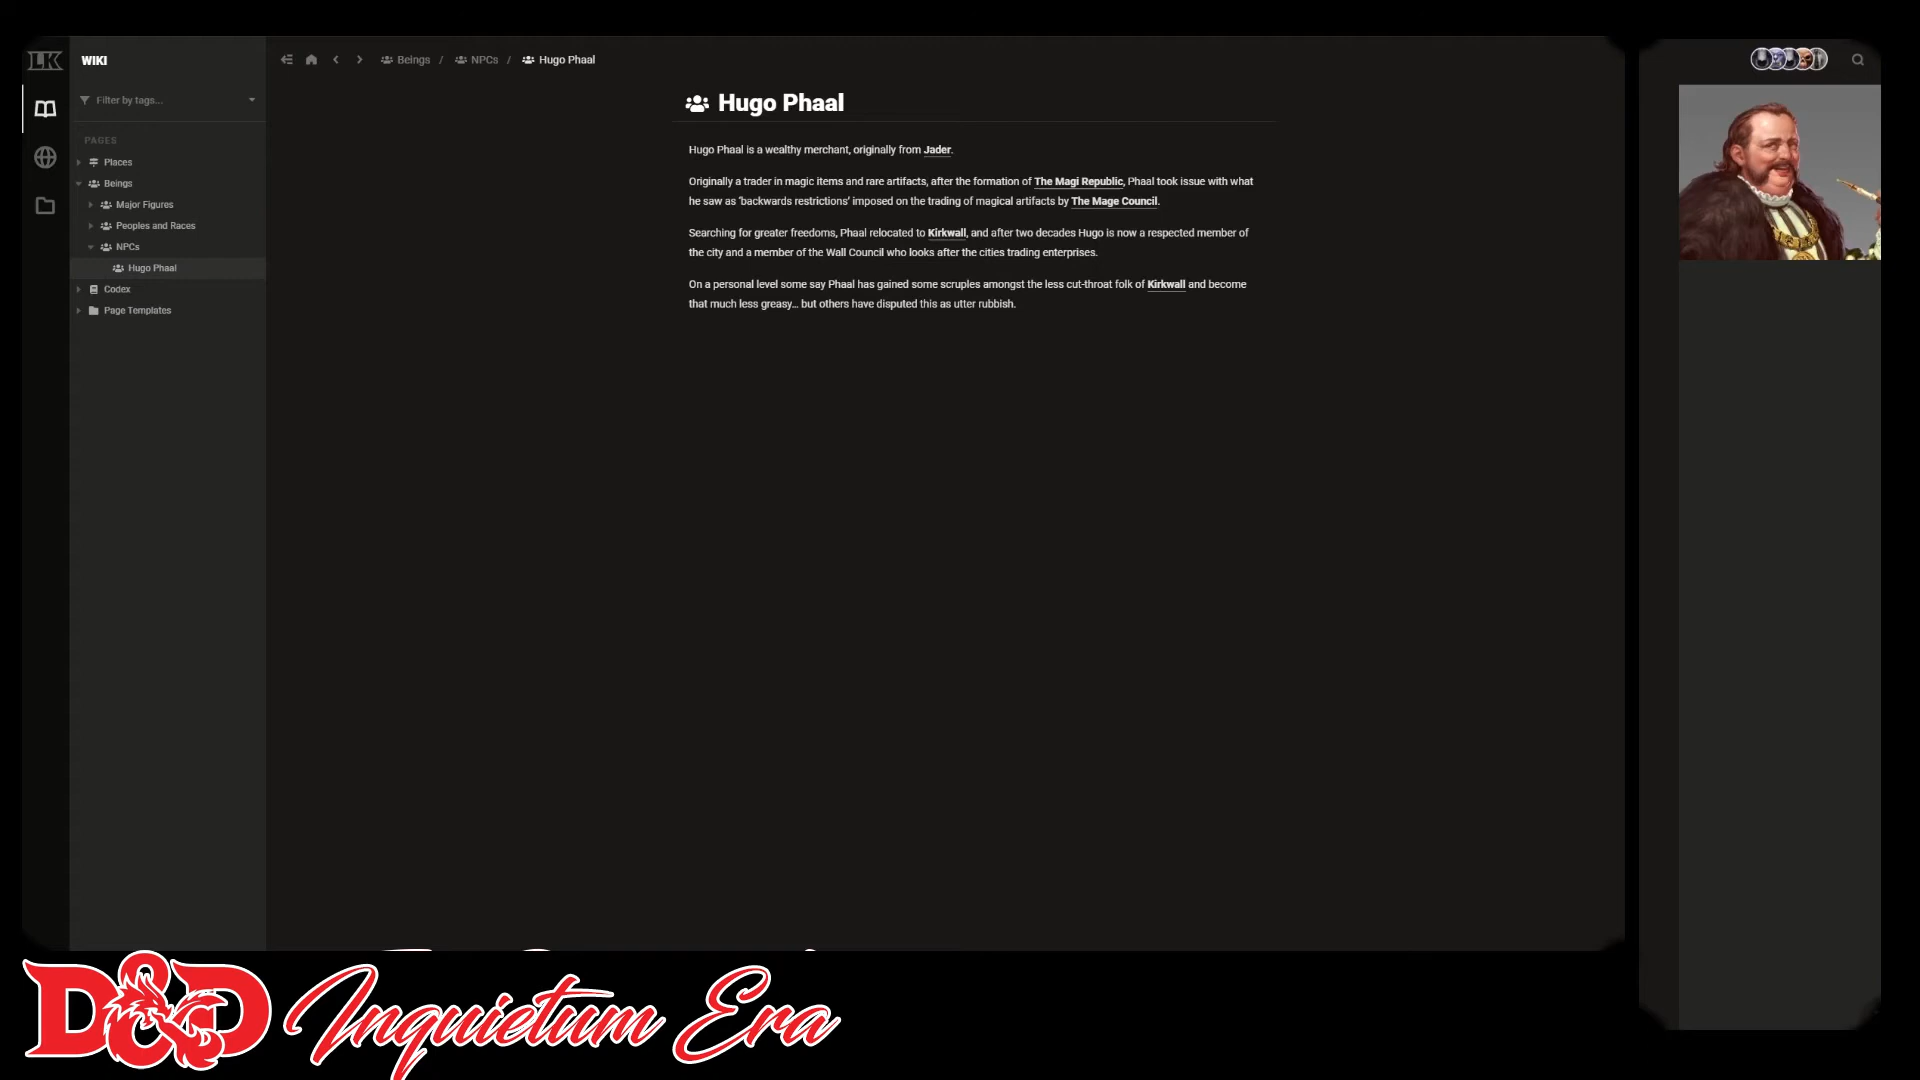 LK
WIKI
Beings / NPCs / Hugo Phaal
Filter by tags...
PAGES
Places
Beings
Major Figures
Peoples and Races
NPCs
Hugo Phaal
Codex
Page Templates
Hugo Phaal
Hugo Phaal is a wealthy merchant, originally from Jader.
Originally a trader in magic items and rare artifacts, after the formation of The Magi Republic, Phaal took issue with what
he saw as 'backwards restrictions' imposed on the trading of magical artifacts by The Mage Council.
Searching for greater freedoms, Phaal relocated to Kirkwall, and after two decades Hugo is now a respected member of
the city and a member of the Wall Council who looks after the cities trading enterprises.
On a personal level some say Phaal has gained some scruples amongst the less cut-throat folk of Kirkwall and become
that much less greasy... but others have disputed this as utter rubbish.
D&D Inquietum Era